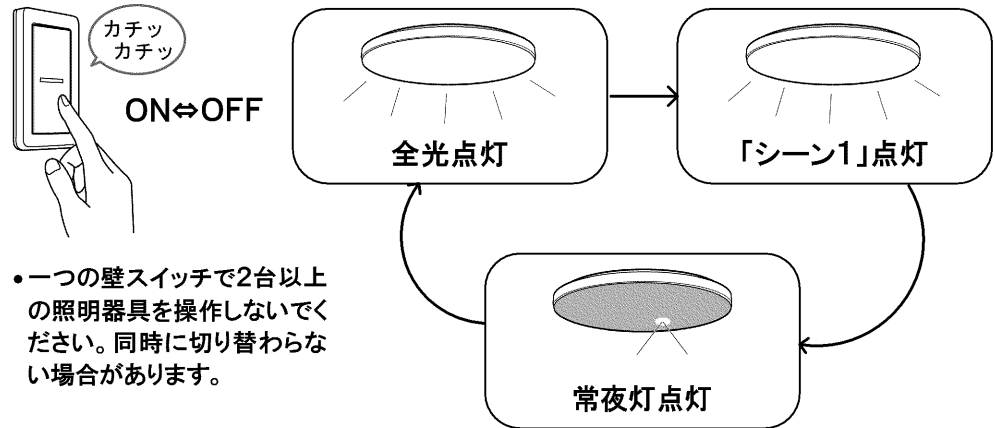 カチッ
カチッ
ON⇔OFF
全光点灯
「シーン1」点灯
常夜灯点灯
•一つの壁スイッチで2台以上
の照明器具を操作しないでく
ださい。同時に切り替わらな
い場合があります。